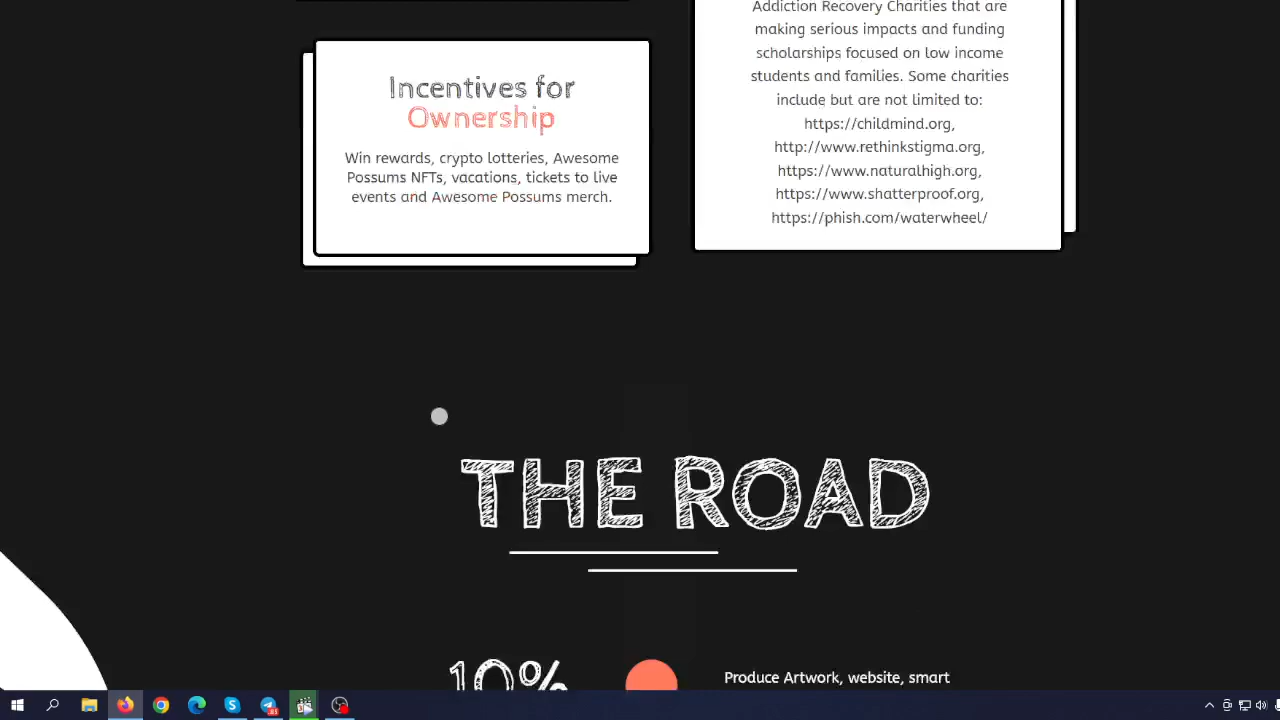 Incentives for
Ownership
Win rewards, crypto lotteries, Awesome
Possums NFTs, vacations, tickets to live
events and Awesome Possums merch.
Addiction Recovery Charities that are
making serious impacts and funding
scholarships focused on low income
students and families. Some charities
include but are not limited to:
https://childmind.org,
http://www.rethinkstigma.org,
https://www.naturalhigh.org,
https://www.shatterproof.org,
https://phish.com/waterwheel/
THE ROAD
10%
Produce Artwork, website, smart